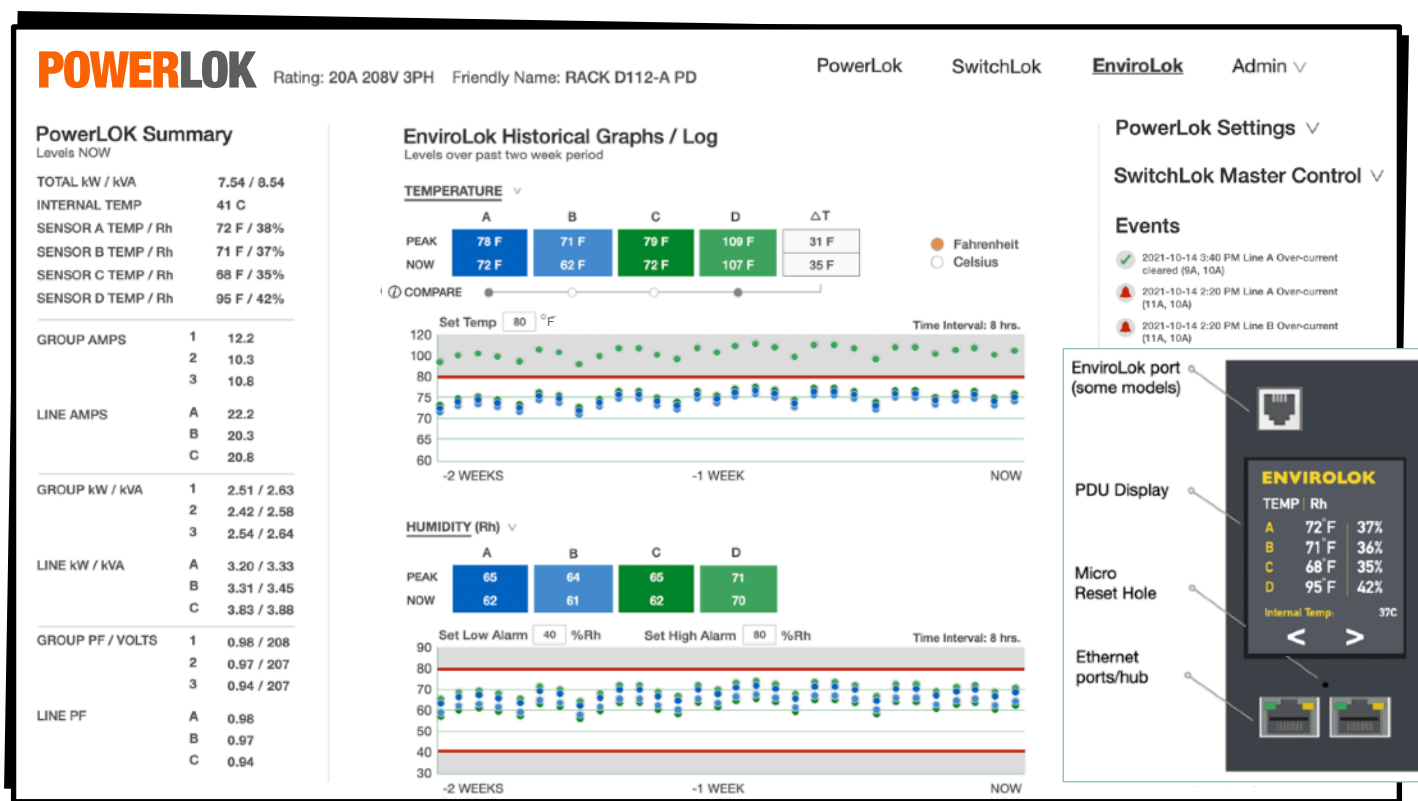 POWERLOK
Rating: 20A 208V 3PH Friendly Name: RACK D112-A PD
PowerLok SwitchLok EnviroLok Admin
PowerLOK Summary
Levels NOW
TOTAL kW / kVA 7.54 / 8.54
INTERNAL TEMP 41 C
SENSOR A TEMP / Rh 72 F / 38%
SENSOR B TEMP / Rh 71 F / 37%
SENSOR C TEMP / Rh 68 F / 35%
SENSOR D TEMP / Rh 95 F / 42%
GROUP AMPS 1 12.2
2 10.3
3 10.8
LINE AMPS A 22.2
B 20.3
C 20.8
GROUP kW / kVA 1 2.51 / 2.63
2 2.42 / 2.58
3 2.54 / 2.64
LINE kW / kVA A 3.20 / 3.33
B 3.31 / 3.45
C 3.83 / 3.88
GROUP PF / VOLTS 1 0.98 / 208
2 0.97 / 207
3 0.94 / 207
LINE PF A 0.98
B 0.97
C 0.94
EnviroLok Historical Graphs / Log
Levels over past two week period
TEMPERATURE
A B C D △T
PEAK 78 F 71 F 79 F 109 F 31 F
NOW 72 F 62 F 72 F 107 F 35 F
i COMPARE
Fahrenheit
Celsius
Set Temp 80 °F
Time Interval: 8 hrs.
120
100
80
75
70
65
60
-2 WEEKS -1 WEEK NOW
HUMIDITY (Rh)
A B C D
PEAK 65 64 65 71
NOW 62 61 62 70
Set Low Alarm 40 %Rh Set High Alarm 80 %Rh
Time Interval: 8 hrs.
90
80
70
60
50
40
30
-2 WEEKS -1 WEEK NOW
PowerLok Settings
SwitchLok Master Control
Events
2021-10-14 3:40 PM Line A Over-current
cleared (9A, 10A)
2021-10-14 2:20 PM Line A Over-current
(11A, 10A)
2021-10-14 2:20 PM Line B Over-current
(11A, 10A)
EnviroLok port
(some models)
PDU Display
Micro
Reset Hole
Ethernet
ports/hub
ENVIROLOK
TEMP | Rh
A 72°F 37%
B 71°F 36%
C 68°F 35%
D 95°F 42%
Internal Temp: 37C
< >